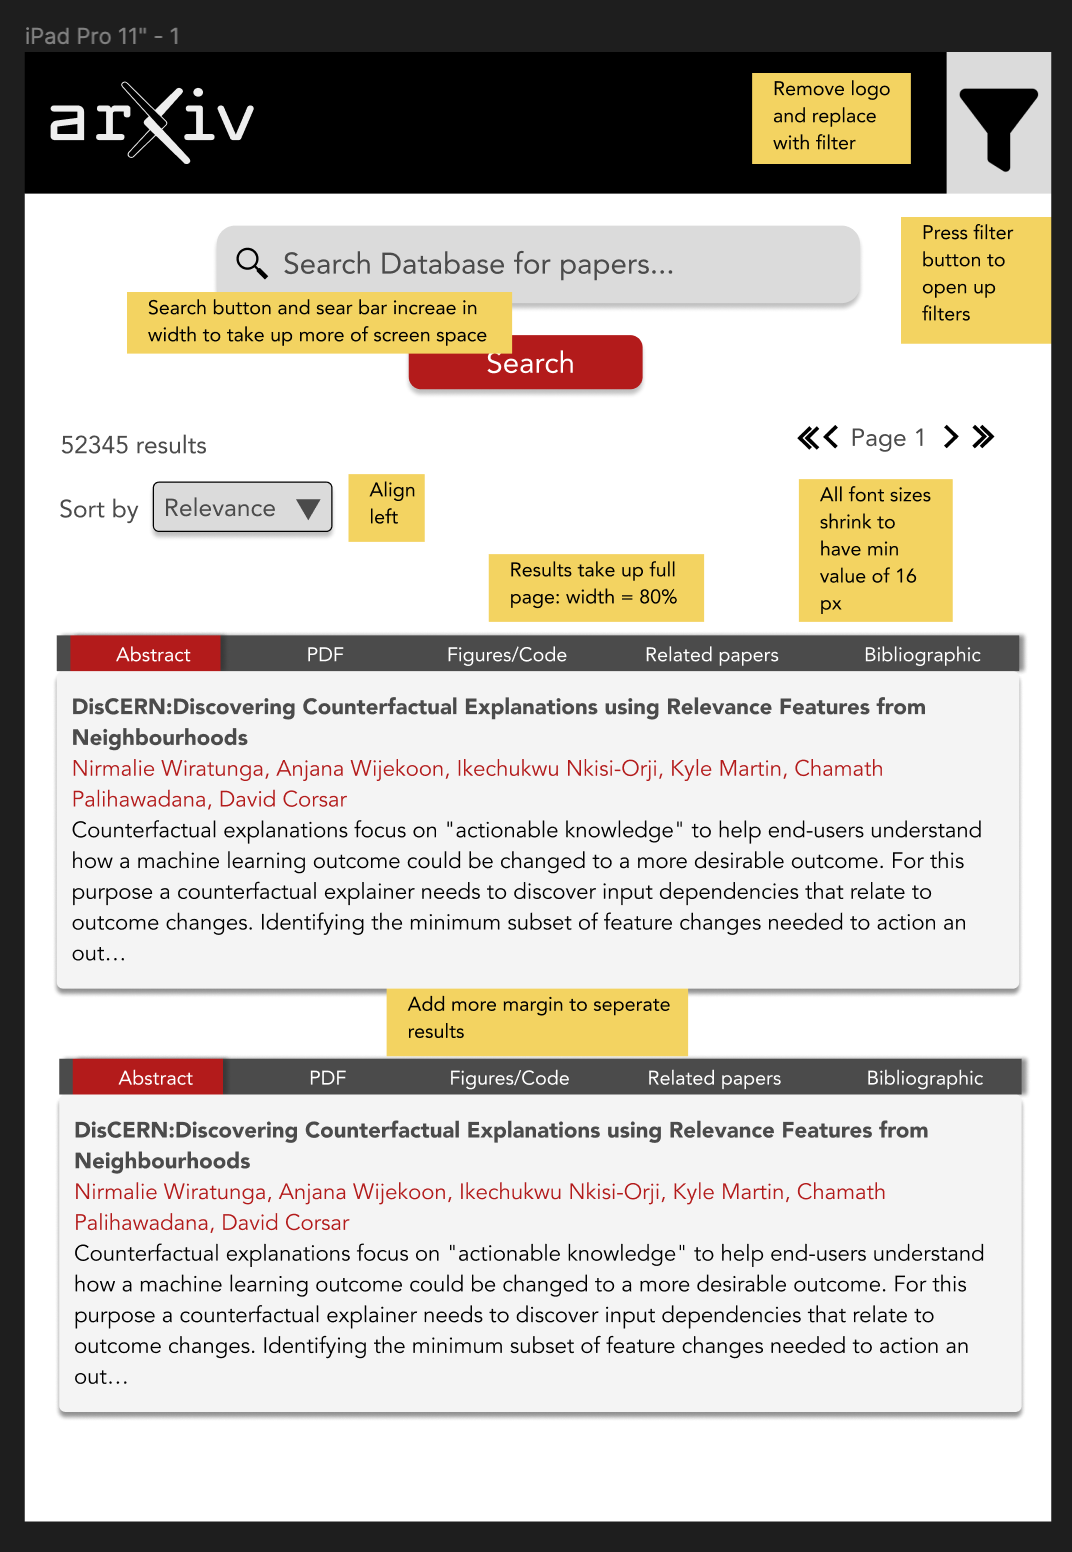 iPad Pro 11" - 1
arXiv
Remove logo
and replace
with filter
Search Database for papers...
Press filter
button to
open up
filters
Search button and sear bar increae in
width to take up more of screen space
Search
52345 results
Page 1
Sort by
Relevance
Align
left
All font sizes
shrink to
have min
value of 16
px
Results take up full
page: width = 80%
Abstract PDF Figures/Code Related papers Bibliographic
DisCERN:Discovering Counterfactual Explanations using Relevance Features from
Neighbourhoods
Nirmalie Wiratunga, Anjana Wijekoon, Ikechukwu Nkisi-Orji, Kyle Martin, Chamath
Palihawadana, David Corsar
Counterfactual explanations focus on "actionable knowledge" to help end-users understand
how a machine learning outcome could be changed to a more desirable outcome. For this
purpose a counterfactual explainer needs to discover input dependencies that relate to
outcome changes. Identifying the minimum subset of feature changes needed to action an
out...
Add more margin to seperate
results
Abstract PDF Figures/Code Related papers Bibliographic
DisCERN:Discovering Counterfactual Explanations using Relevance Features from
Neighbourhoods
Nirmalie Wiratunga, Anjana Wijekoon, Ikechukwu Nkisi-Orji, Kyle Martin, Chamath
Palihawadana, David Corsar
Counterfactual explanations focus on "actionable knowledge" to help end-users understand
how a machine learning outcome could be changed to a more desirable outcome. For this
purpose a counterfactual explainer needs to discover input dependencies that relate to
outcome changes. Identifying the minimum subset of feature changes needed to action an
out...